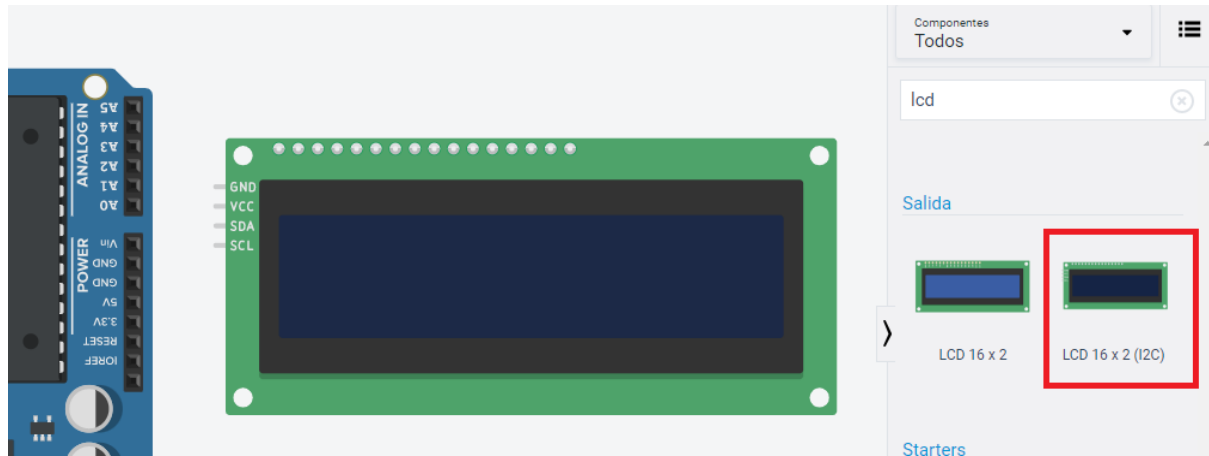 Componentes
Todos
lcd
Salida
LCD 16 x 2
LCD 16 x 2 (I2C)
Starters
GND
VCC
SDA
SCL
ANALOG IN
A5
A4
A3
A2
A1
A0
POWER
Vin
GND
GND
5V
3.3V
RESET
IOREF